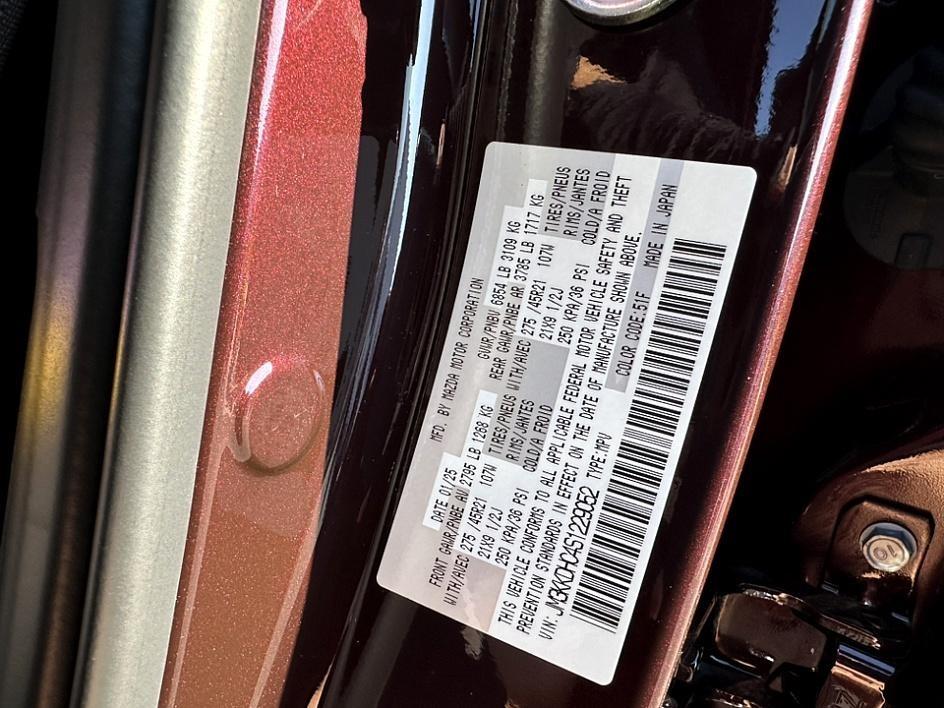 MFD. BY MAZDA MOTOR CORPORATION
DATE 01/25 GVWR/PNBV 6854 LB 3109 KG
FRONT GAWR/PNBE AV 2795 LB 1268 KG REAR GAWR/PNBE AR 3785 LB 1717 KG
WITH/AVEC 275 /45R21 107W TIRES/PNEUS WITH/AVEC 275 /45R21 107W TIRES/PNEUS
21X9 1/2J RIMS/JANTES 21X9 1/2J RIMS/JANTES
250 KPA/36 PSI COLD/A FROID 250 KPA/36 PSI COLD/A FROID
THIS VEHICLE CONFORMS TO ALL APPLICABLE FEDERAL MOTOR VEHICLE SAFETY AND THEFT
PREVENTION STANDARDS IN EFFECT ON THE DATE OF MANUFACTURE SHOWN ABOVE.
VIN: TYPE:MPV COLOR CODE:51F MADE IN JAPAN